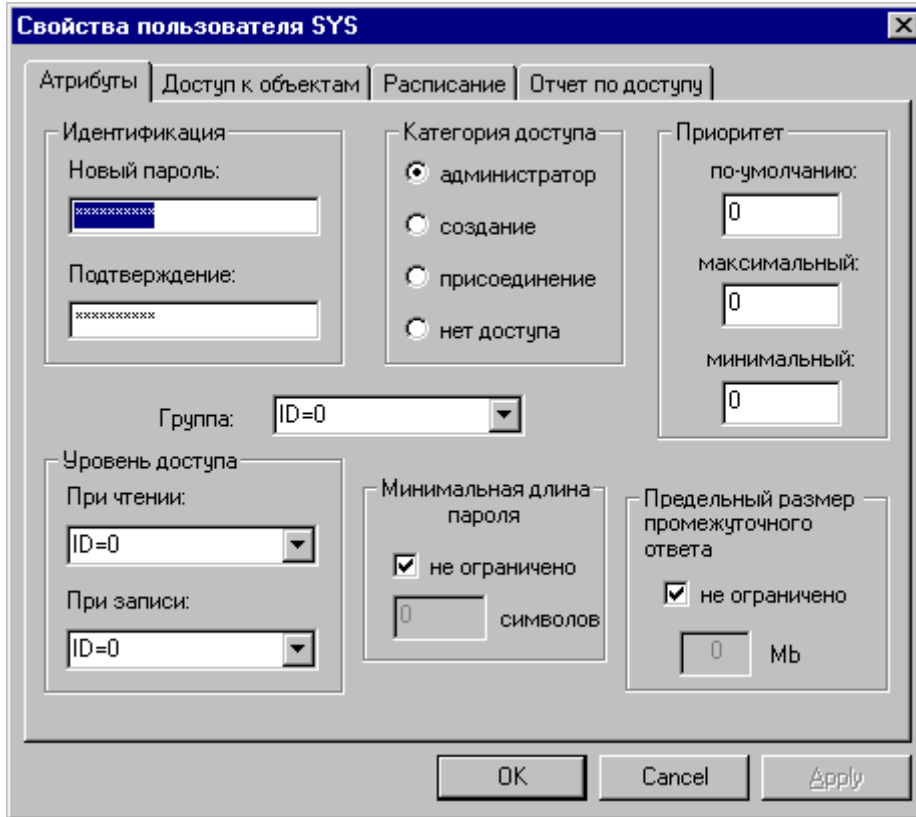 Свойства пользователя SYS
Атрибуты
Доступ к объектам
Расписание
Отчет по доступу
Идентификация
Новый пароль:
**********
Подтверждение:
**********
Категория доступа
администратор
создание
присоединение
нет доступа
Приоритет
по-умолчанию:
0
максимальный:
0
минимальный:
0
Группа:
ID=0
Уровень доступа
При чтении:
ID=0
При записи:
ID=0
Минимальная длина
пароля
не ограничено
0
символов
Предельный размер
промежуточного
ответа
не ограничено
0
Mb
OK
Cancel
Apply